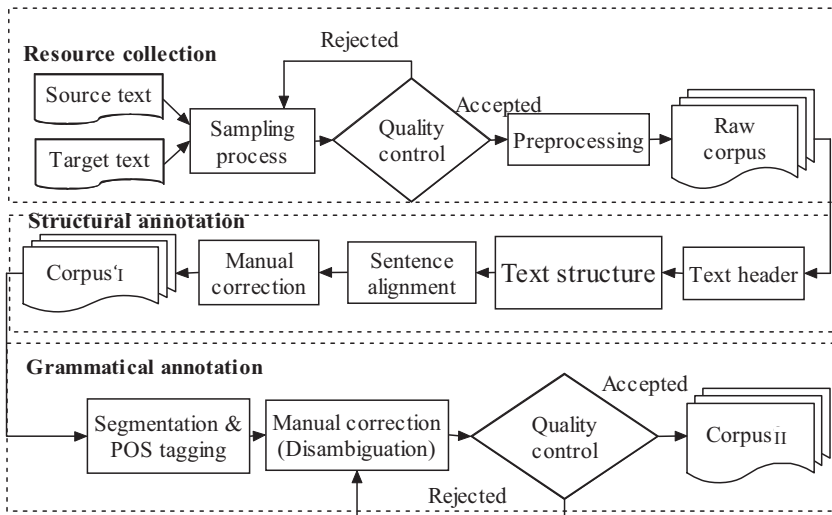 Rejected
Resource collection
Source text
Target text
Sampling
process
Quality
control
Accepted
Preprocessing
Raw
corpus
Structural annotation
Corpus‘I
Manual
correction
Sentence
alignment
Text structure
Text header
Grammatical annotation
Segmentation &
POS tagging
Manual correction
(Disambiguation)
Quality
control
Accepted
Corpus II
Rejected